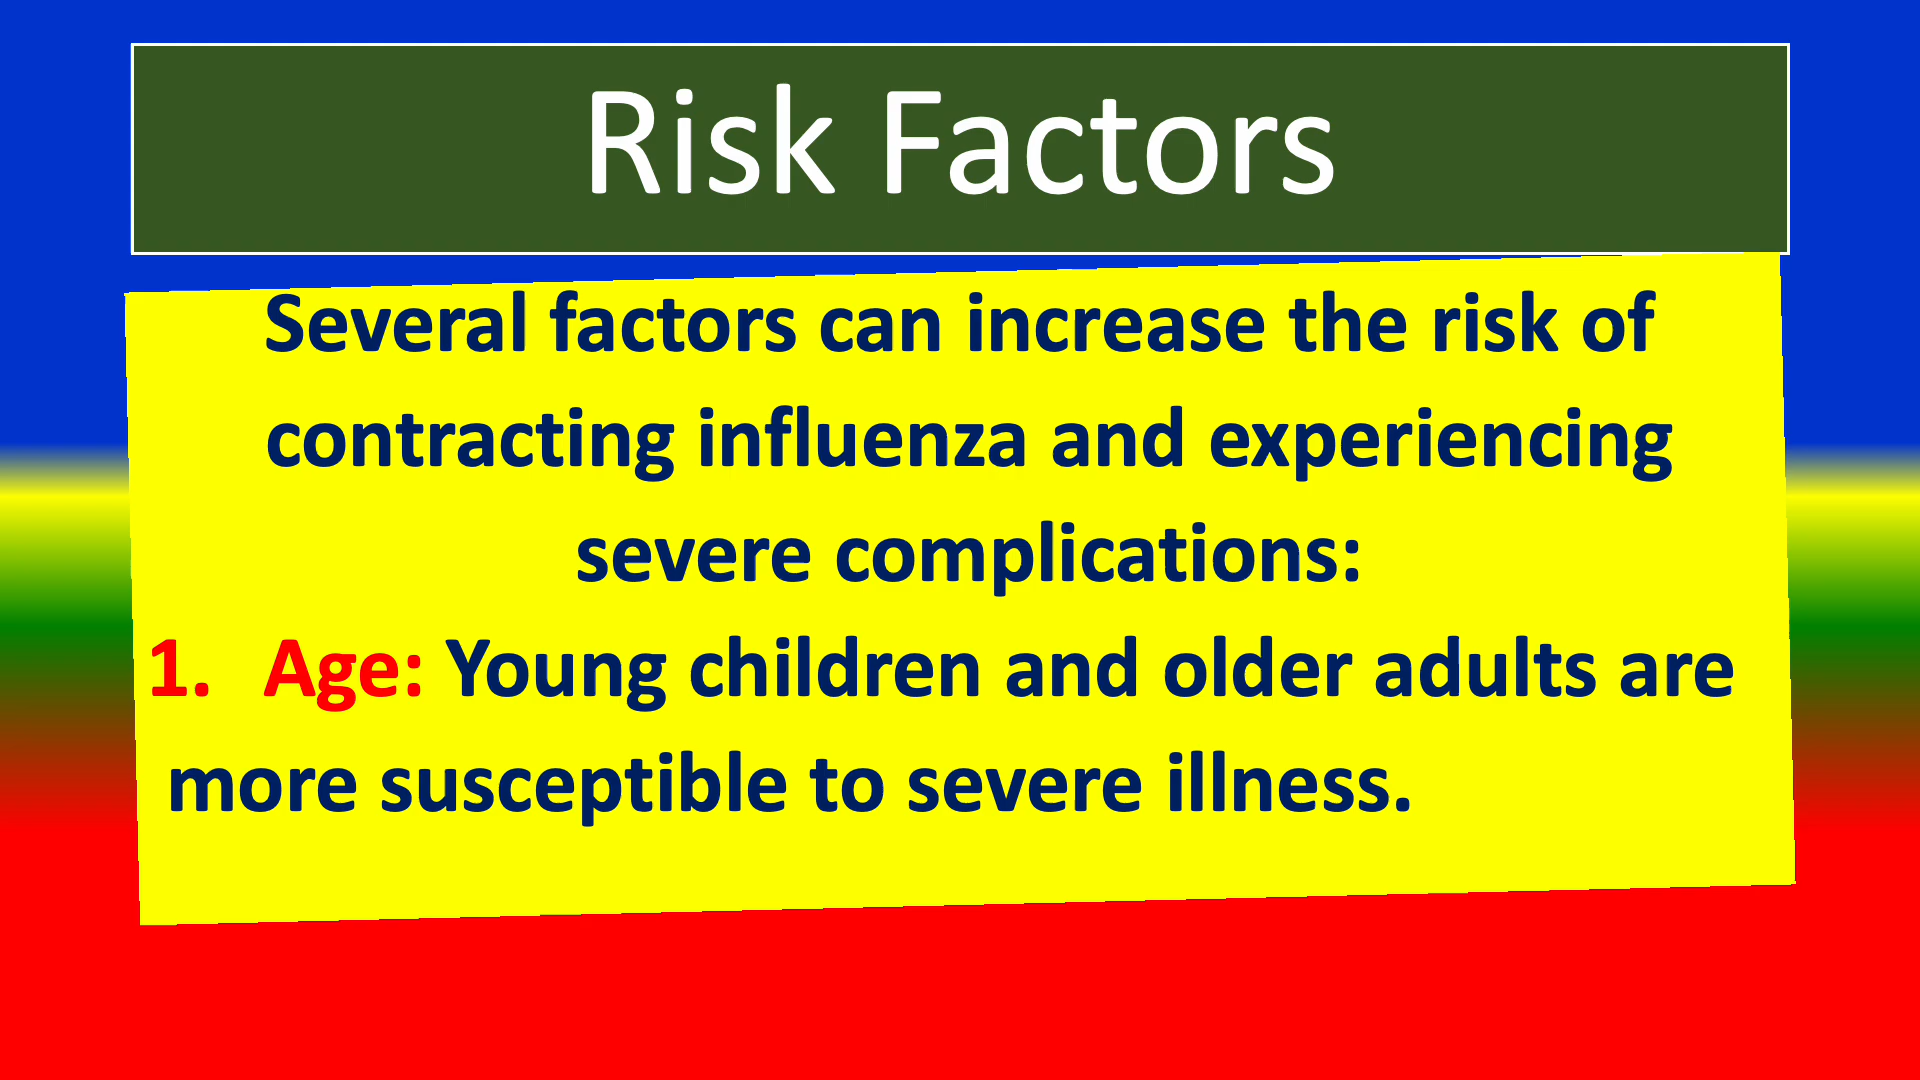 Risk Factors
Several factors can increase the risk of
contracting influenza and experiencing
severe complications:
1. Age: Young children and older adults are
more susceptible to severe illness.